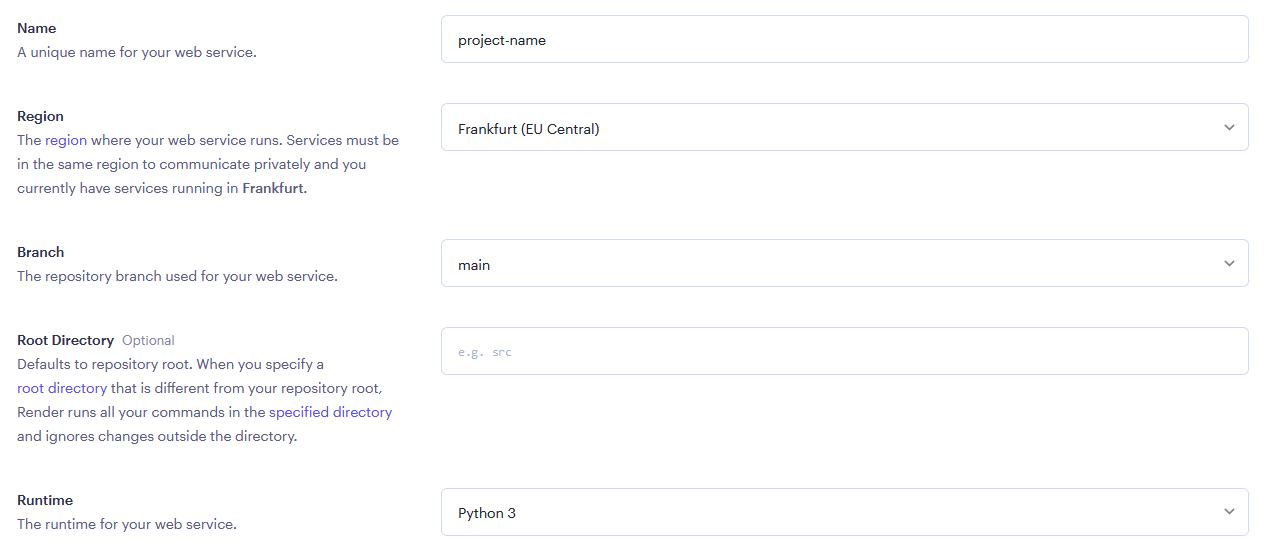 Name
A unique name for your web service.
project-name
Region
The region where your web service runs. Services must be
in the same region to communicate privately and you
currently have services running in Frankfurt.
Frankfurt (EU Central)
Branch
The repository branch used for your web service.
main
Root Directory Optional
Defaults to repository root. When you specify a
root directory that is different from your repository root,
Render runs all your commands in the specified directory
and ignores changes outside the directory.
e.g. src
Runtime
The runtime for your web service.
Python 3